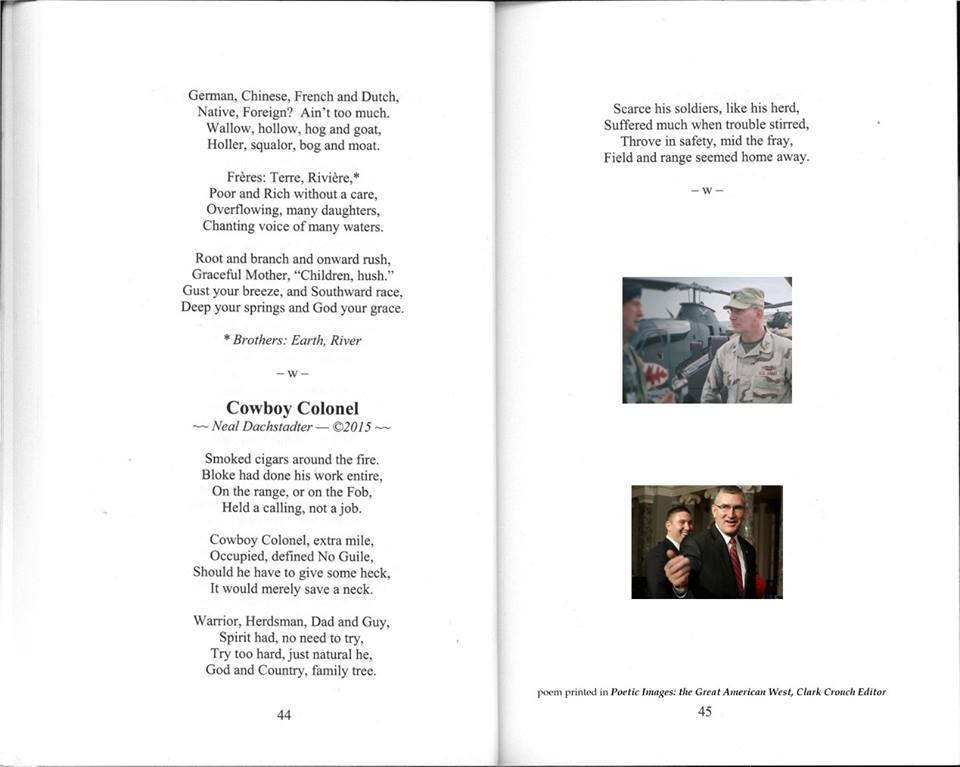 German, Chinese, French and Dutch,
Native, Foreign? Ain't too much.
Wallow, hollow, hog and goat,
Holler, squalor, bog and moat.
Frères: Terre, Rivière,*
Poor and Rich without a care,
Overflowing, many daughters,
Chanting voice of many waters.
Root and branch and onward rush,
Graceful Mother, “Children, hush.”
Gust your breeze, and Southward race,
Deep your springs and God your grace.
* Brothers: Earth, River
– w –
Cowboy Colonel
~~ Neal Dachstadter — ©2015 ~~
Smoked cigars around the fire.
Bloke had done his work entire,
On the range, or on the Fob,
Held a calling, not a job.
Cowboy Colonel, extra mile,
Occupied, defined No Guile,
Should he have to give some heck,
It would merely save a neck.
Warrior, Herdsman, Dad and Guy,
Spirit had, no need to try,
Try too hard, just natural he,
God and Country, family tree.
44
Scarce his soldiers, like his herd,
Suffered much when trouble stirred,
Throve in safety, mid the fray,
Field and range seemed home away.
– w –
U.S. ARMY
poem printed in Poetic Images: the Great American West, Clark Crouch Editor
45